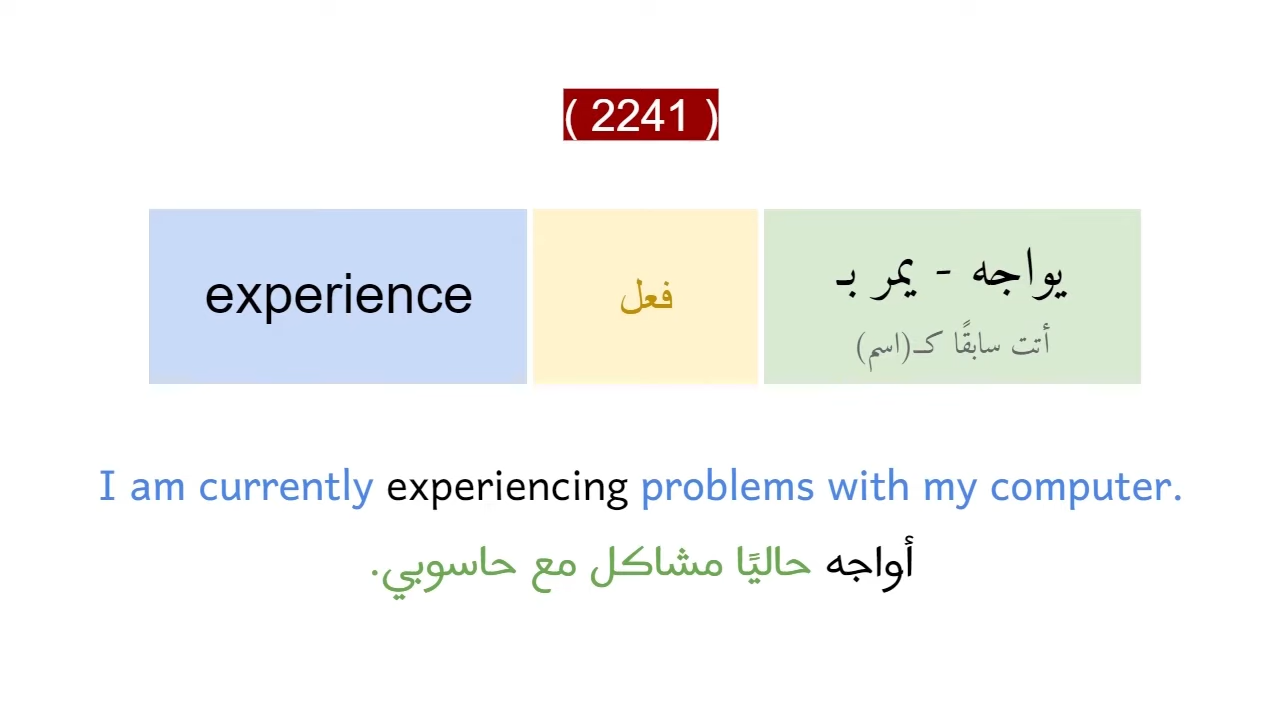 ( 2241 )
experience
فعل
يواجه - يمر بـ
أتت سابقًا كـ(اسم)
I am currently experiencing problems with my computer.
أواجه حاليًا مشاكل مع حاسوبي.